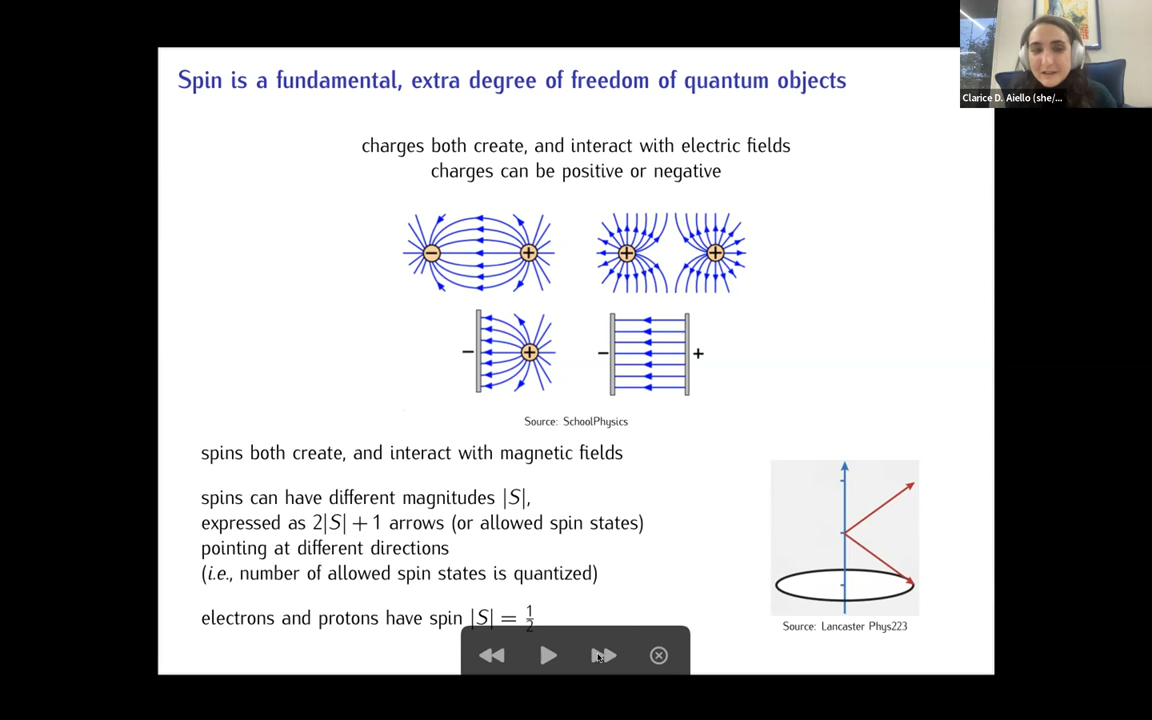 Spin is a fundamental, extra degree of freedom of quantum objects
Clarice D. Aiello (she/...
charges both create, and interact with electric fields
charges can be positive or negative
− + + +
− + − +
Source: SchoolPhysics
spins both create, and interact with magnetic fields
spins can have different magnitudes |S|,
expressed as 2|S| + 1 arrows (or allowed spin states)
pointing at different directions
(i.e., number of allowed spin states is quantized)
electrons and protons have spin |S| = 1/2
Source: Lancaster Phys223